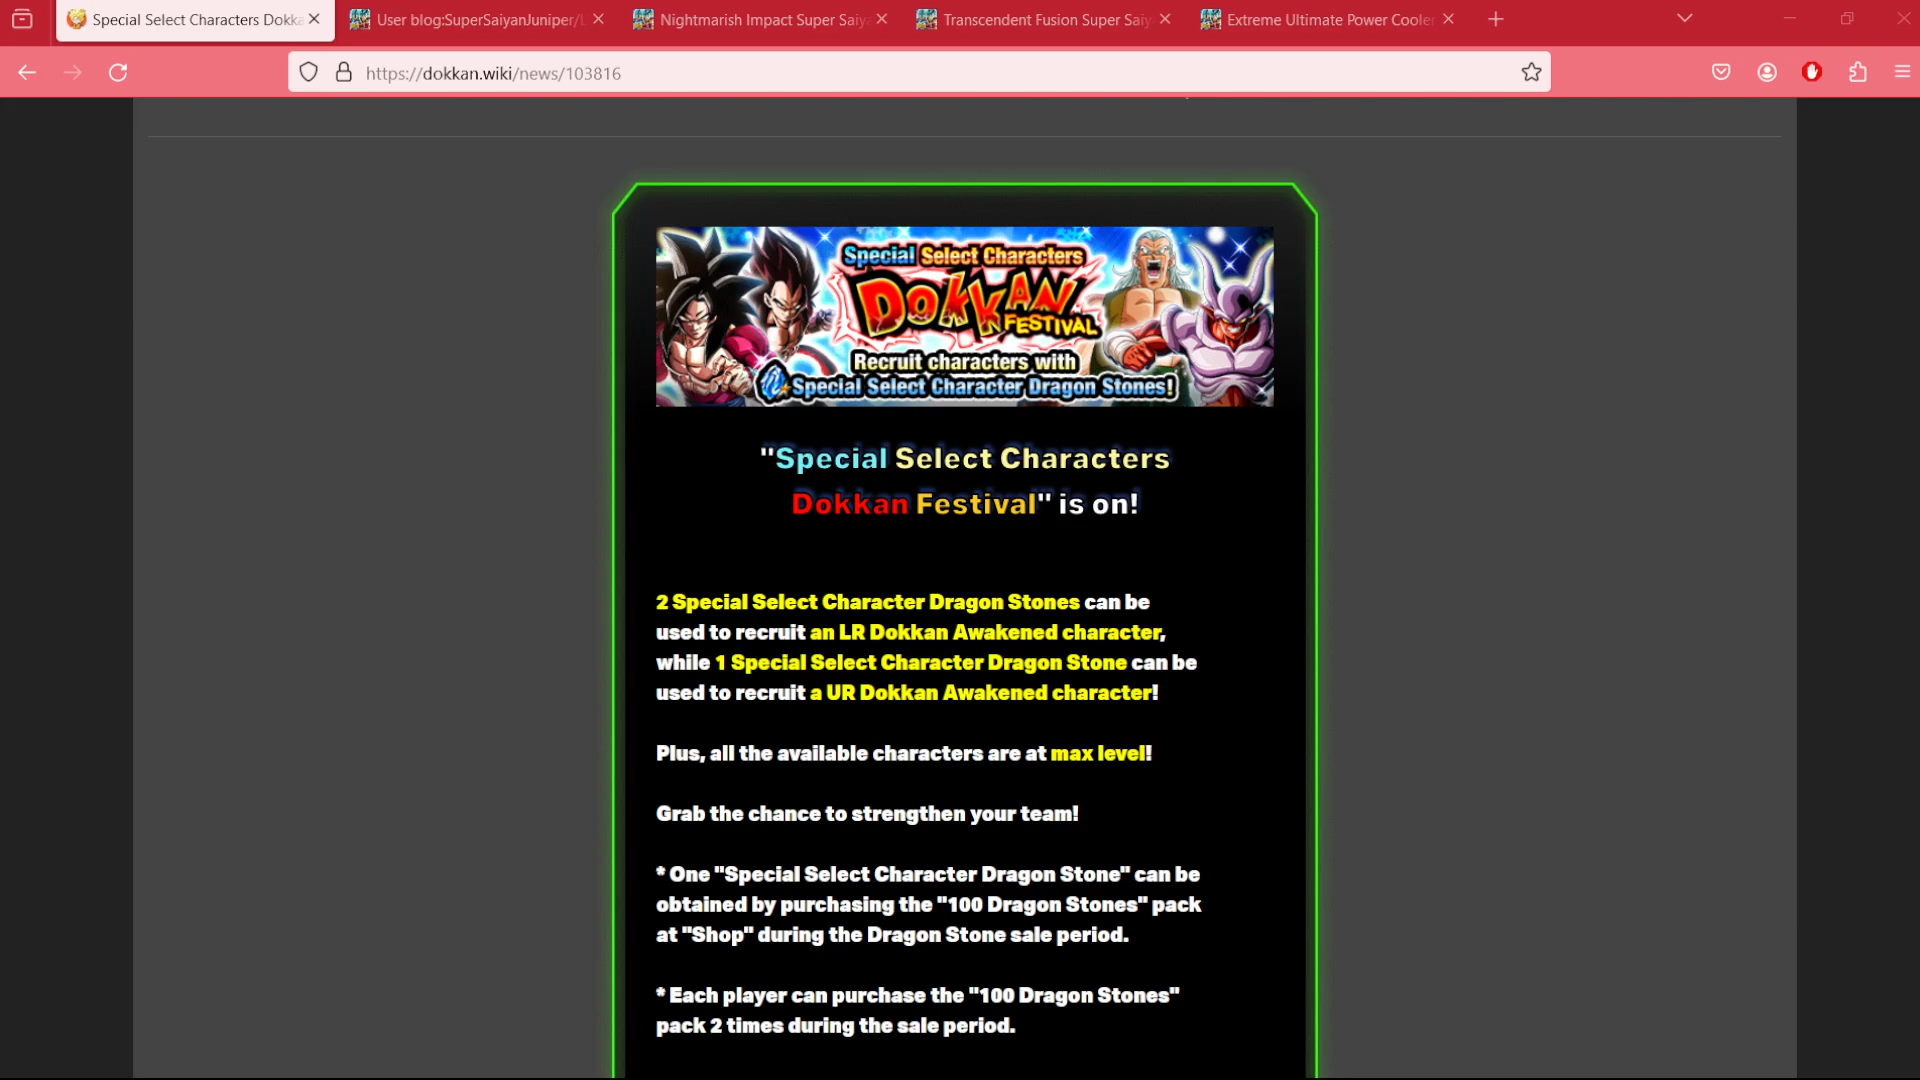 Special Select Characters Dokka
User blog:SuperSaiyanJuniper/
Nightmarish Impact Super Saiya
Transcendent Fusion Super Saiy
Extreme Ultimate Power Cooler
https://dokkan.wiki/news/103816
Special Select Characters
DOKKAN
FESTIVAL
Recruit characters with
Special Select Character Dragon Stones!
"Special Select Characters
Dokkan Festival" is on!
2 Special Select Character Dragon Stones can be
used to recruit an LR Dokkan Awakened character,
while 1 Special Select Character Dragon Stone can be
used to recruit a UR Dokkan Awakened character!
Plus, all the available characters are at max level!
Grab the chance to strengthen your team!
* One "Special Select Character Dragon Stone" can be
obtained by purchasing the "100 Dragon Stones" pack
at "Shop" during the Dragon Stone sale period.
* Each player can purchase the "100 Dragon Stones"
pack 2 times during the sale period.